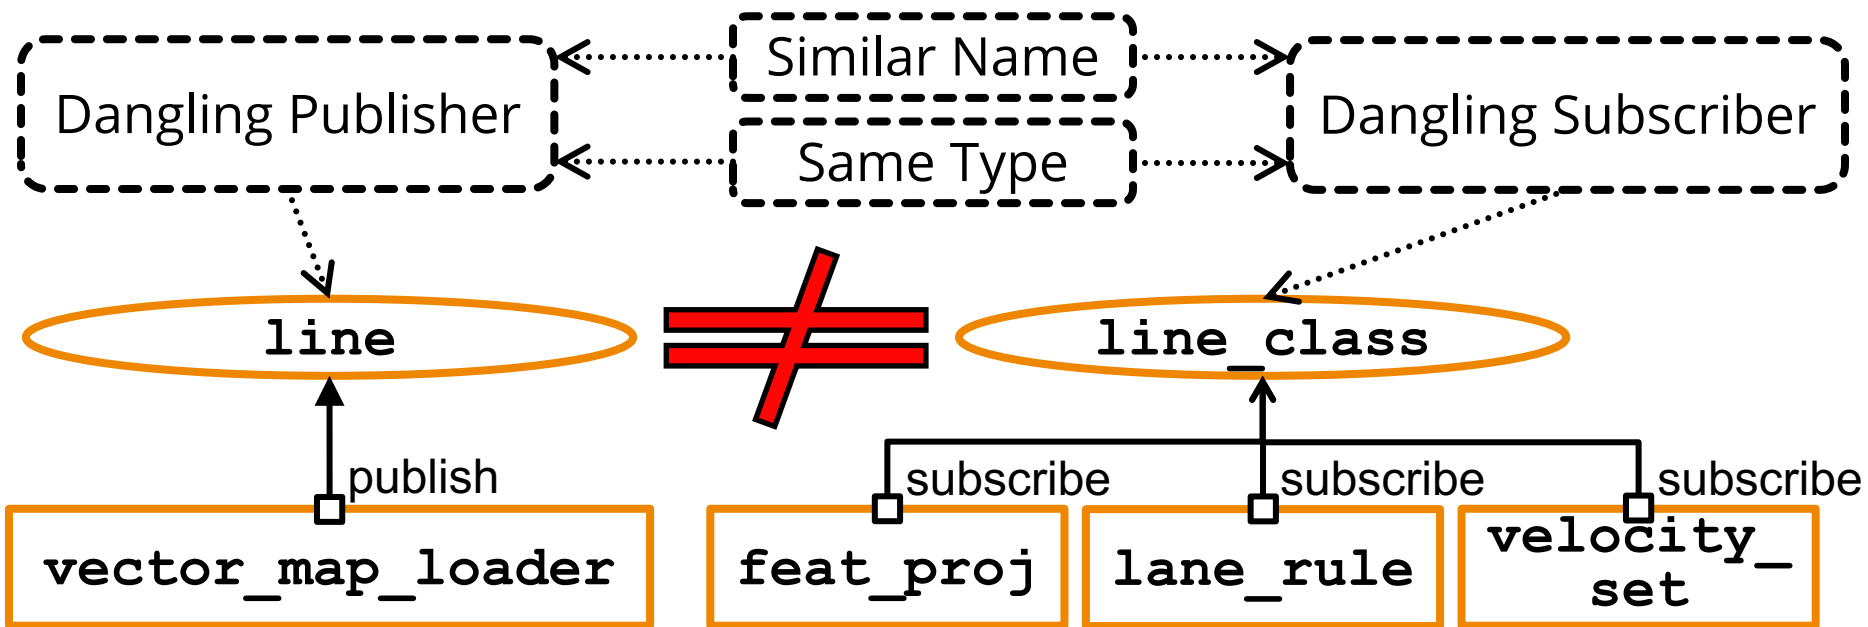 Similar Name
Dangling Publisher
Dangling Subscriber
Same Type
line
line_class
publish
subscribe
subscribe
subscribe
vector_map_loader
feat_proj
lane_rule
velocity_
set